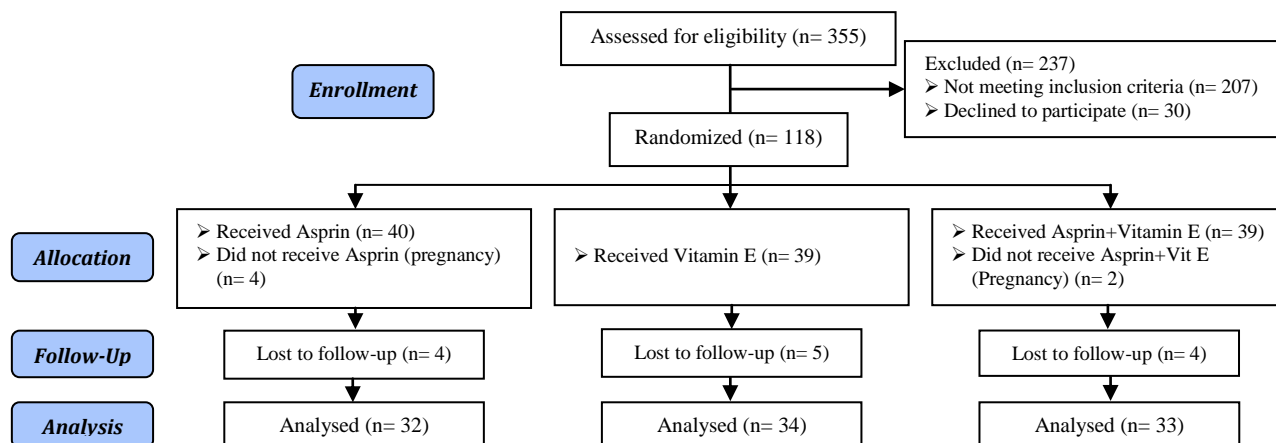 Assessed for eligibility (n= 355)
Enrollment
Excluded (n= 237)
➢ Not meeting inclusion criteria (n= 207)
➢ Declined to participate (n= 30)
Randomized (n= 118)
Allocation
➢ Received Asprin (n= 40)
➢ Did not receive Asprin (pregnancy)
(n= 4)
➢ Received Vitamin E (n= 39)
➢ Received Asprin+Vitamin E (n= 39)
➢ Did not receive Asprin+Vit E
(Pregnancy) (n= 2)
Follow-Up
Lost to follow-up (n= 4)
Lost to follow-up (n= 5)
Lost to follow-up (n= 4)
Analysis
Analysed (n= 32)
Analysed (n= 34)
Analysed (n= 33)